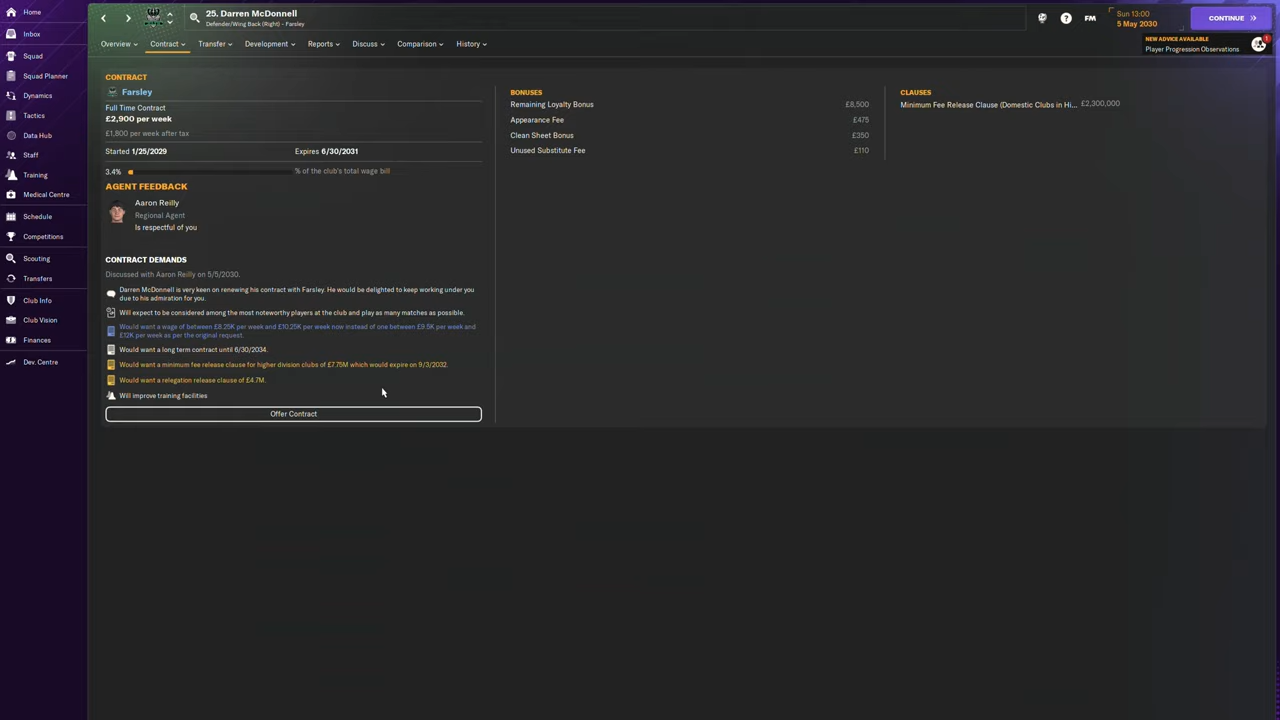 Home
Inbox
Squad
Squad Planner
Dynamics
Tactics
Data Hub
Staff
Training
Medical Centre
Schedule
Competitions
Scouting
Transfers
Club Info
Club Vision
Finances
Dev. Centre
25. Darren McDonnell
Defender/Wing Back (Right) - Farsley
FM
Sun 13:00
5 May 2030
CONTINUE
Overview
Contract
Transfer
Development
Reports
Discuss
Comparison
History
NEW ADVICE AVAILABLE
Player Progression Observations
1
CONTRACT
Farsley
Full Time Contract
£2,900 per week
£1,800 per week after tax
Started 1/25/2029 Expires 6/30/2031
3.4% % of the club's total wage bill
AGENT FEEDBACK
Aaron Reilly
Regional Agent
Is respectful of you
CONTRACT DEMANDS
Discussed with Aaron Reilly on 5/5/2030.
Darren McDonnell is very keen on renewing his contract with Farsley. He would be delighted to keep working under you
due to his admiration for you.
Will expect to be considered among the most noteworthy players at the club and play as many matches as possible.
Would want a wage of between £8.25K per week and £10.25K per week now instead of one between £9.5K per week and
£12K per week as per the original request.
Would want a long term contract until 6/30/2034.
Would want a minimum fee release clause for higher division clubs of £7.75M which would expire on 9/3/2032.
Would want a relegation release clause of £4.7M.
Will improve training facilities
Offer Contract
BONUSES
Remaining Loyalty Bonus £8,500
Appearance Fee £475
Clean Sheet Bonus £350
Unused Substitute Fee £110
CLAUSES
Minimum Fee Release Clause (Domestic Clubs in Hi... £2,300,000